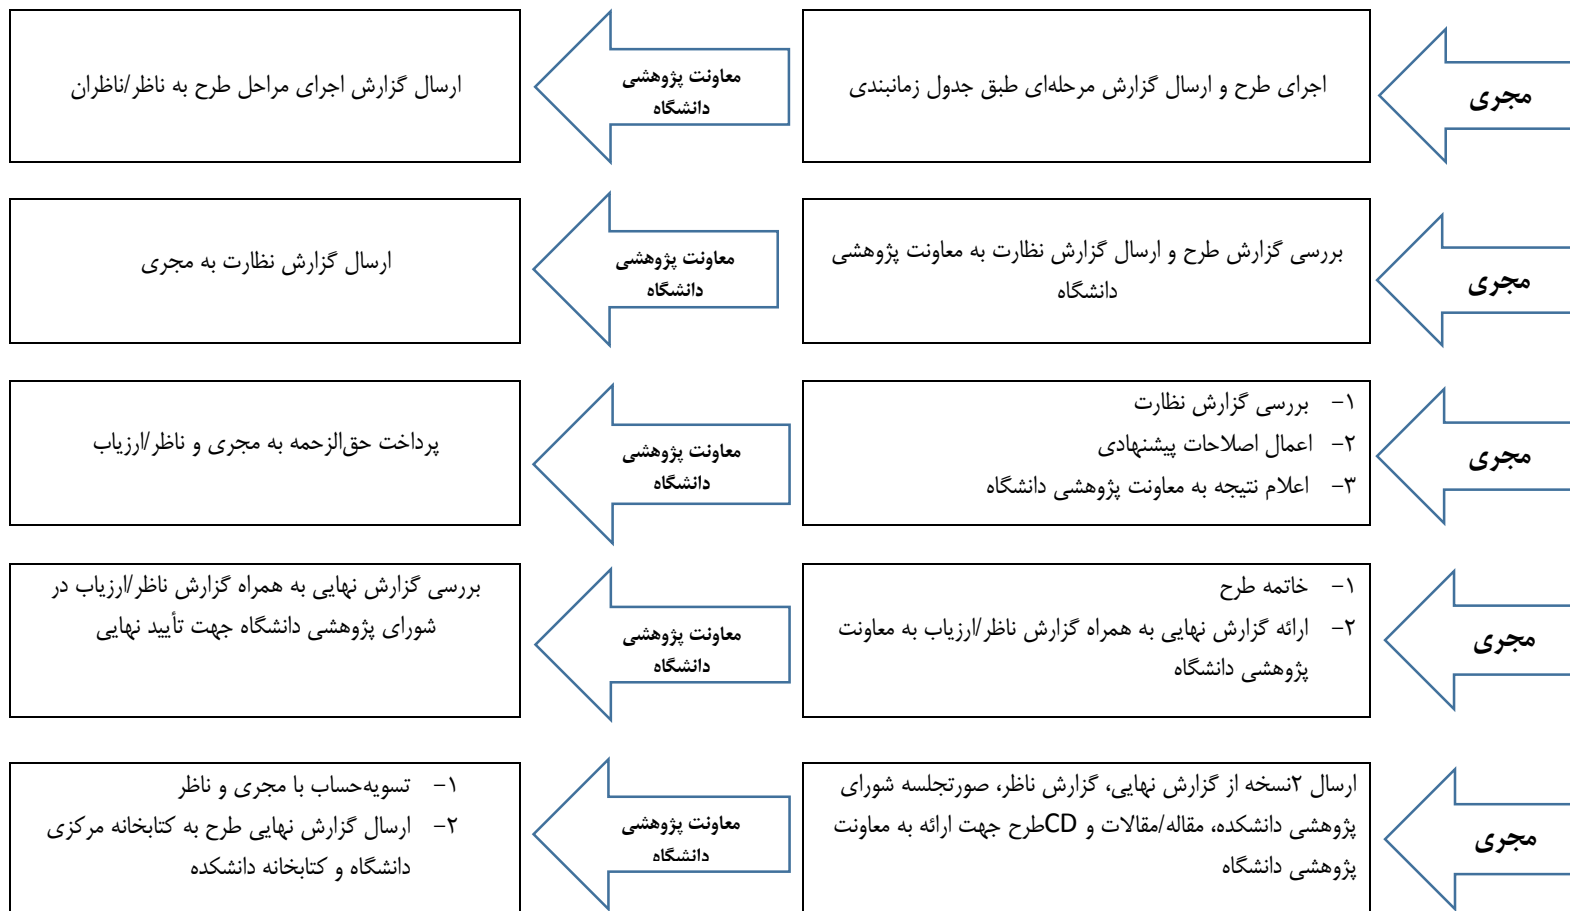 مجری
اجرای طرح و ارسال گزارش مرحله‌ای طبق جدول زمانبندی
معاونت پژوهشی
دانشگاه
ارسال گزارش اجرای مراحل طرح به ناظر/ناظران
مجری
بررسی گزارش طرح و ارسال گزارش نظارت به معاونت پژوهشی
دانشگاه
معاونت پژوهشی
دانشگاه
ارسال گزارش نظارت به مجری
مجری
۱- بررسی گزارش نظارت
۲- اعمال اصلاحات پیشنهادی
۳- اعلام نتیجه به معاونت پژوهشی دانشگاه
معاونت پژوهشی
دانشگاه
پرداخت حق‌الزحمه به مجری و ناظر/ارزیاب
مجری
۱- خاتمه طرح
۲- ارائه گزارش نهایی به همراه گزارش ناظر/ارزیاب به معاونت
پژوهشی دانشگاه
معاونت پژوهشی
دانشگاه
بررسی گزارش نهایی به همراه گزارش ناظر/ارزیاب در
شورای پژوهشی دانشگاه جهت تأیید نهایی
مجری
ارسال ۲نسخه از گزارش نهایی، گزارش ناظر، صورتجلسه شورای
پژوهشی دانشکده، مقاله/مقالات و CDطرح جهت ارائه به معاونت
پژوهشی دانشگاه
معاونت پژوهشی
دانشگاه
۱- تسویه‌حساب با مجری و ناظر
۲- ارسال گزارش نهایی طرح به کتابخانه مرکزی
دانشگاه و کتابخانه دانشکده